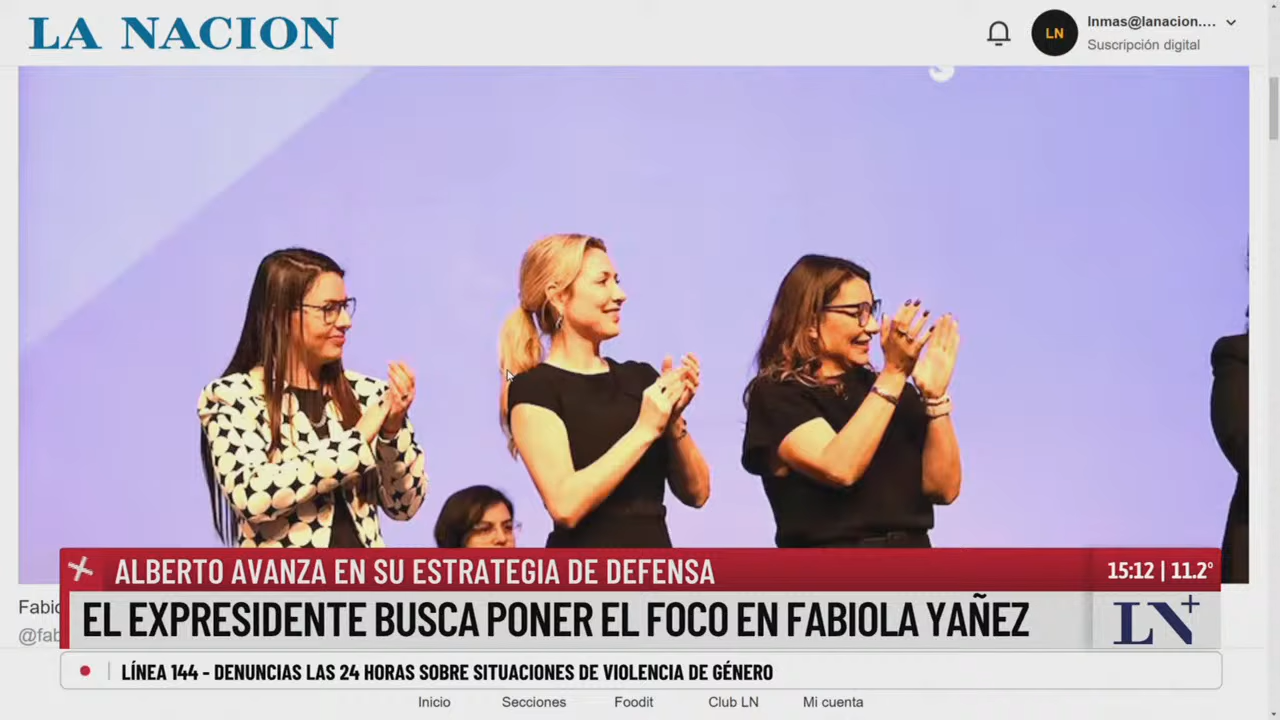 LA NACION
LN
lnmas@lanacion....
Suscripción digital
Fabio
@fab
ALBERTO AVANZA EN SU ESTRATEGIA DE DEFENSA
15:12 | 11.2°
EL EXPRESIDENTE BUSCA PONER EL FOCO EN FABIOLA YAÑEZ
LN+
LÍNEA 144 - DENUNCIAS LAS 24 HORAS SOBRE SITUACIONES DE VIOLENCIA DE GÉNERO
Inicio
Secciones
Foodit
Club LN
Mi cuenta